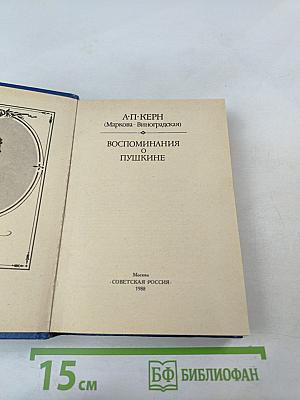 А·П·КЕРН
(Маркова-Виноградская)
ВОСПОМИНАНИЯ
О
ПУШКИНЕ
Москва
«СОВЕТСКАЯ РОССИЯ»
1988
15 см
БФ БИБЛИОФАН